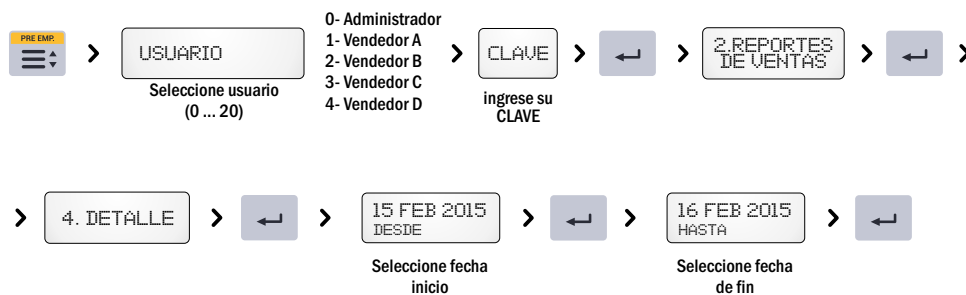 PRE EMP.
USUARIO
Seleccione usuario
(0 ... 20)
0- Administrador
1- Vendedor A
2- Vendedor B
3- Vendedor C
4- Vendedor D
CLAVE
ingrese su
CLAVE
2.REPORTES
DE VENTAS
4. DETALLE
15 FEB 2015
DESDE
Seleccione fecha
inicio
16 FEB 2015
HASTA
Seleccione fecha
de fin